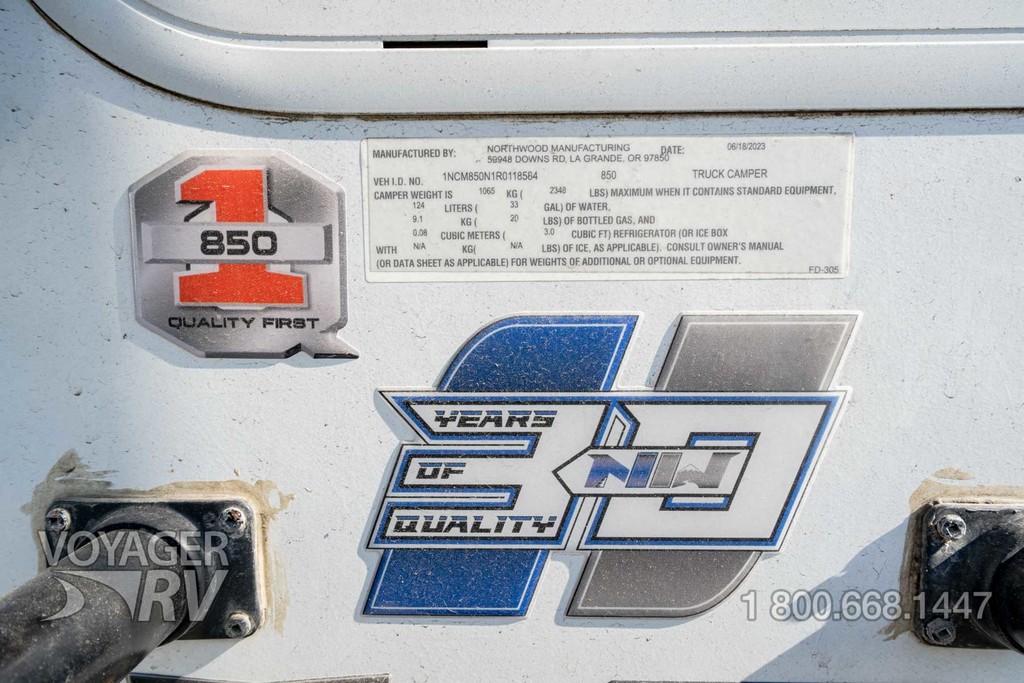 1
850
QUALITY FIRST
MANUFACTURED BY: NORTHWOOD MANUFACTURING DATE: 06/18/2023
59948 DOWNS RD, LA GRANDE, OR 97850
VEH I.D. NO. 1NCM850N1R0118564 850 TRUCK CAMPER
CAMPER WEIGHT IS 1065 KG ( 2348 LBS) MAXIMUM WHEN IT CONTAINS STANDARD EQUIPMENT,
124 LITERS ( 33 GAL) OF WATER,
9.1 KG ( 20 LBS) OF BOTTLED GAS, AND
0.08 CUBIC METERS ( 3.0 CUBIC FT) REFRIGERATOR (OR ICE BOX
WITH N/A KG( N/A LBS) OF ICE, AS APPLICABLE). CONSULT OWNER'S MANUAL
(OR DATA SHEET AS APPLICABLE) FOR WEIGHTS OF ADDITIONAL OR OPTIONAL EQUIPMENT.
FD-305
30
YEARS
OF
QUALITY
NW
VOYAGER
RV
1 800.668.1447